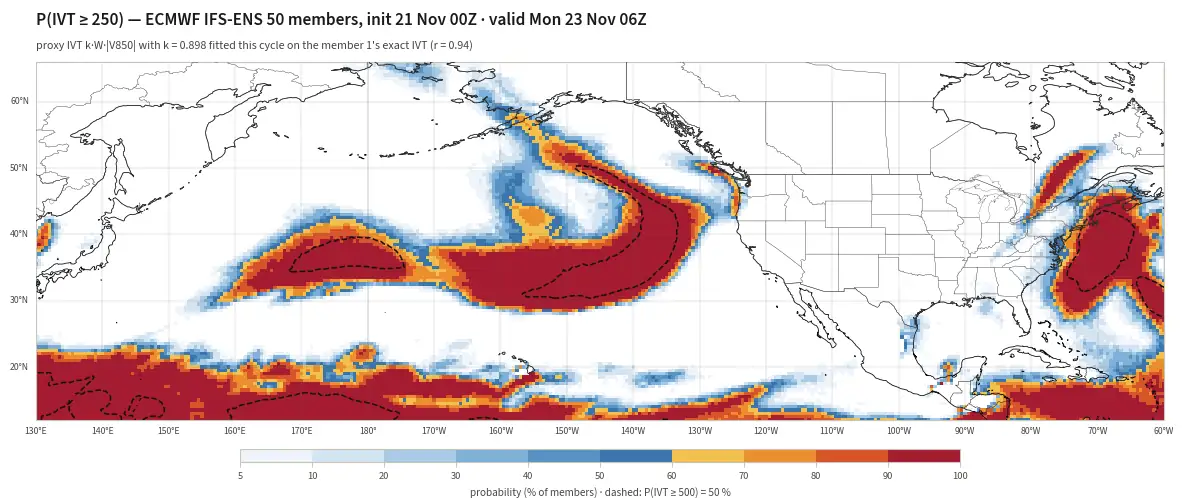 P(IVT ≥ 250) — ECMWF IFS-ENS 50 members, init 21 Nov 00Z · valid Mon 23 Nov 06Z
proxy IVT k·W·|V850| with k = 0.898 fitted this cycle on the member 1's exact IVT (r = 0.94)
60°N
50°N
40°N
30°N
20°N
130°E 140°E 150°E 160°E 170°E 180° 170°W 160°W 150°W 140°W 130°W 120°W 110°W 100°W 90°W 80°W 70°W 60°W
5 10 20 30 40 50 60 70 80 90 100
probability (% of members) · dashed: P(IVT ≥ 500) = 50 %